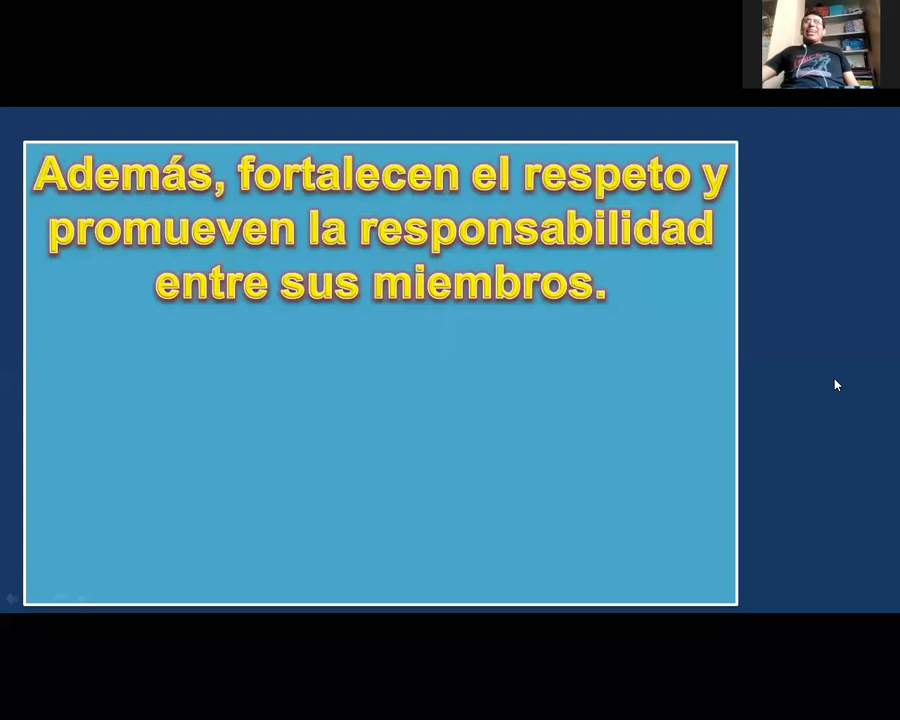 Además, fortalecen el respeto y
promueven la responsabilidad
entre sus miembros.